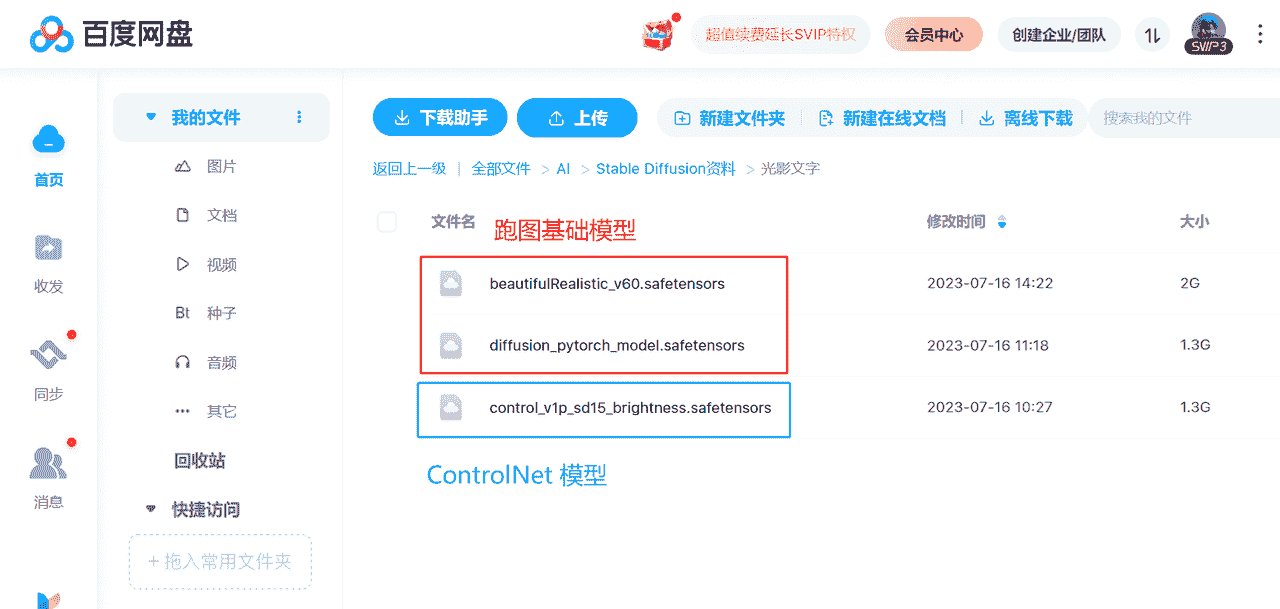 百度网盘
超值续费延长SVIP特权
会员中心
创建企业/团队
SVIP3
首页
收发
同步
消息
我的文件
图片
文档
视频
Bt 种子
音频
其它
回收站
快捷访问
+ 拖入常用文件夹
下载助手
上传
新建文件夹
新建在线文档
离线下载
搜索我的文件
返回上一级 | 全部文件 > AI > Stable Diffusion资料 > 光影文字
文件名 修改时间 大小
跑图基础模型
beautifulRealistic_v60.safetensors 2023-07-16 14:22 2G
diffusion_pytorch_model.safetensors 2023-07-16 11:18 1.3G
control_v1p_sd15_brightness.safetensors 2023-07-16 10:27 1.3G
ControlNet 模型